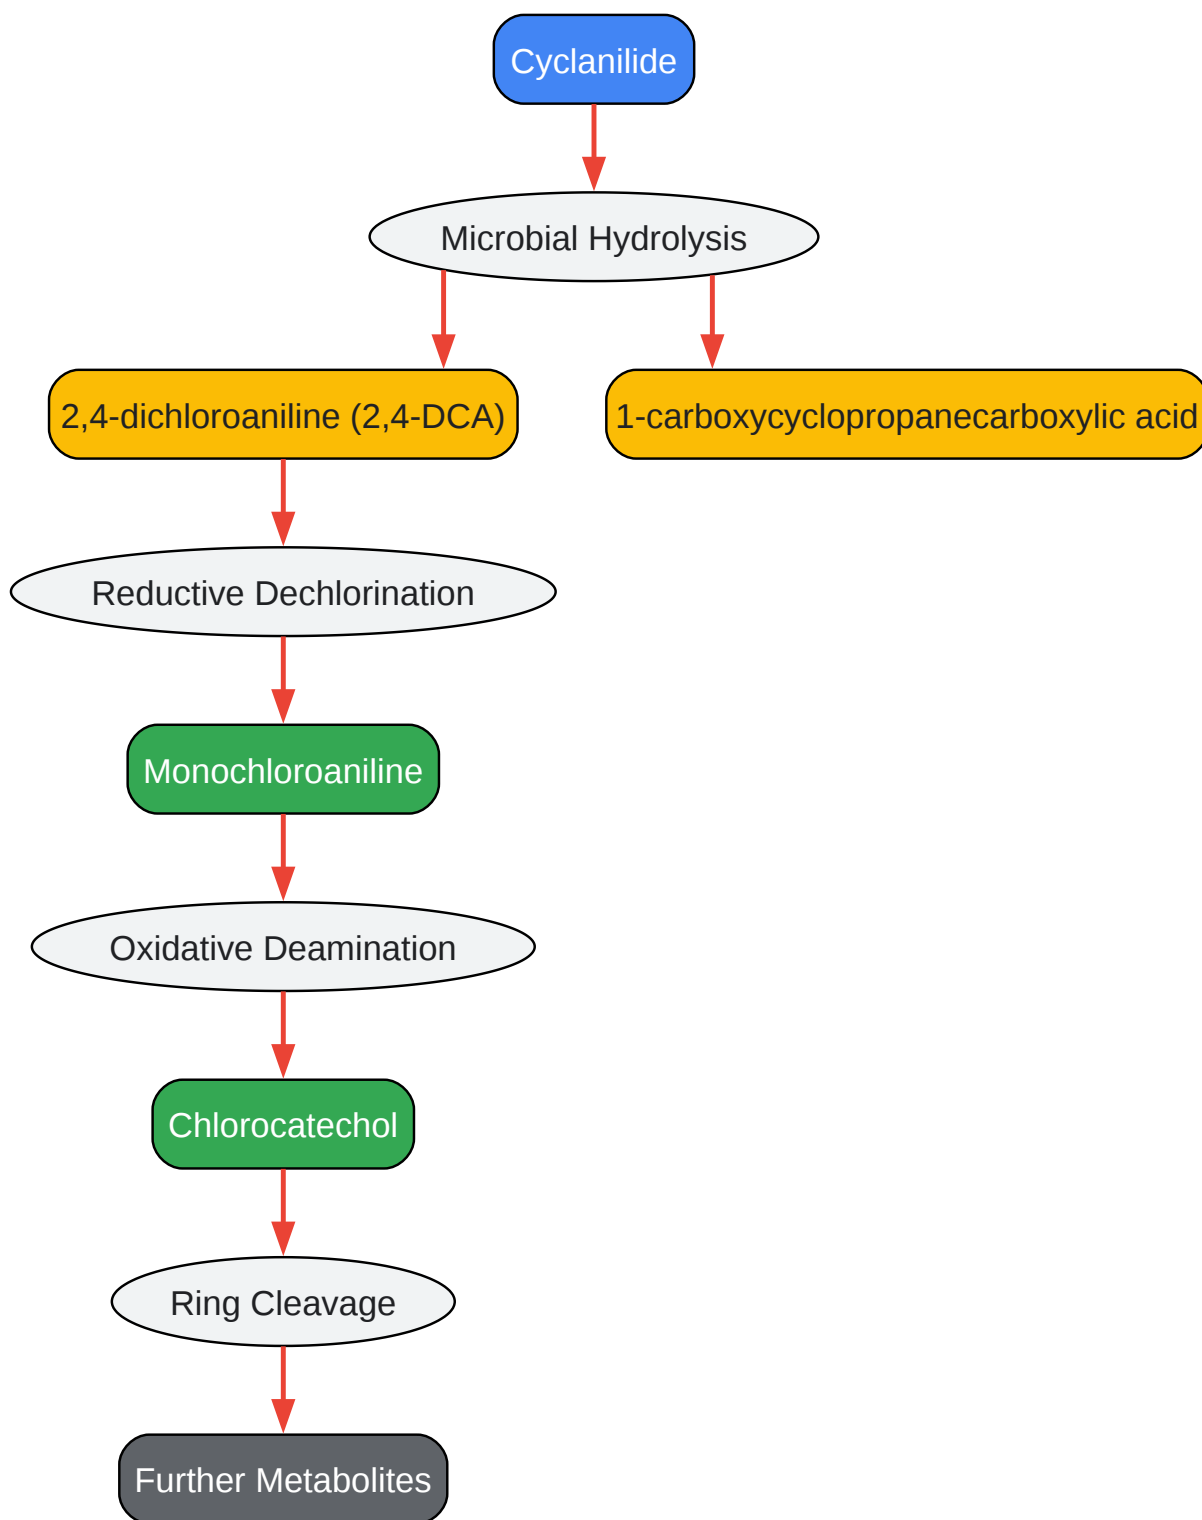 Cyclanilide
Microbial Hydrolysis
2,4-dichloroaniline (2,4-DCA)
1-carboxycyclopropanecarboxylic acid
Reductive Dechlorination
Monochloroaniline
Oxidative Deamination
Chlorocatechol
Ring Cleavage
Further Metabolites